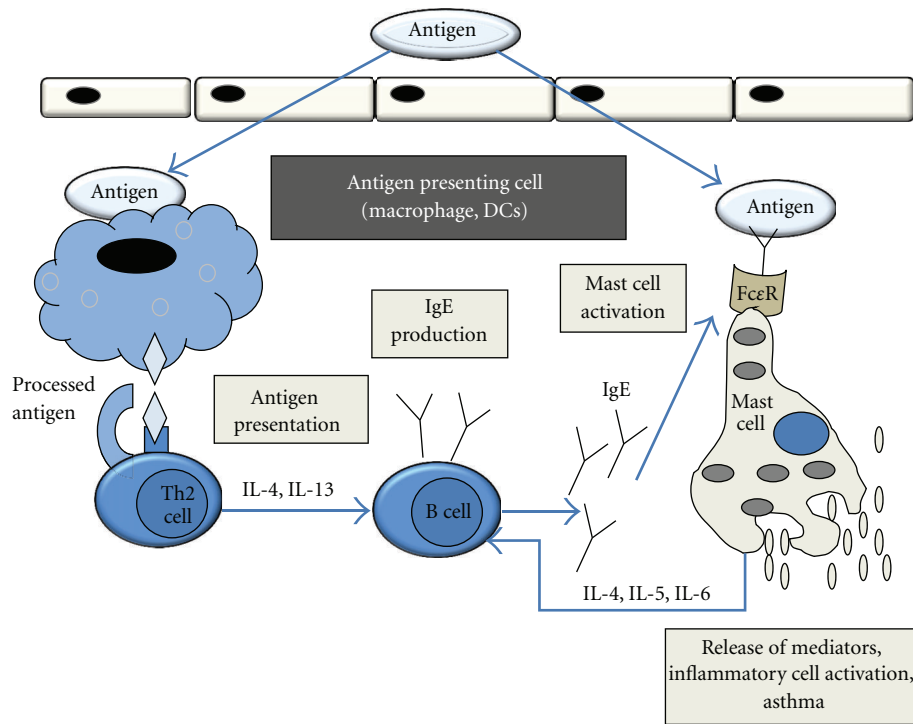 Antigen
Antigen
Antigen presenting cell
(macrophage, DCs)
Antigen
FcεR
Mast cell
activation
IgE
production
Processed
antigen
Antigen
presentation
IgE
Mast
cell
Th2
cell
IL-4, IL-13
B cell
IL-4, IL-5, IL-6
Release of mediators,
inflammatory cell activation,
asthma